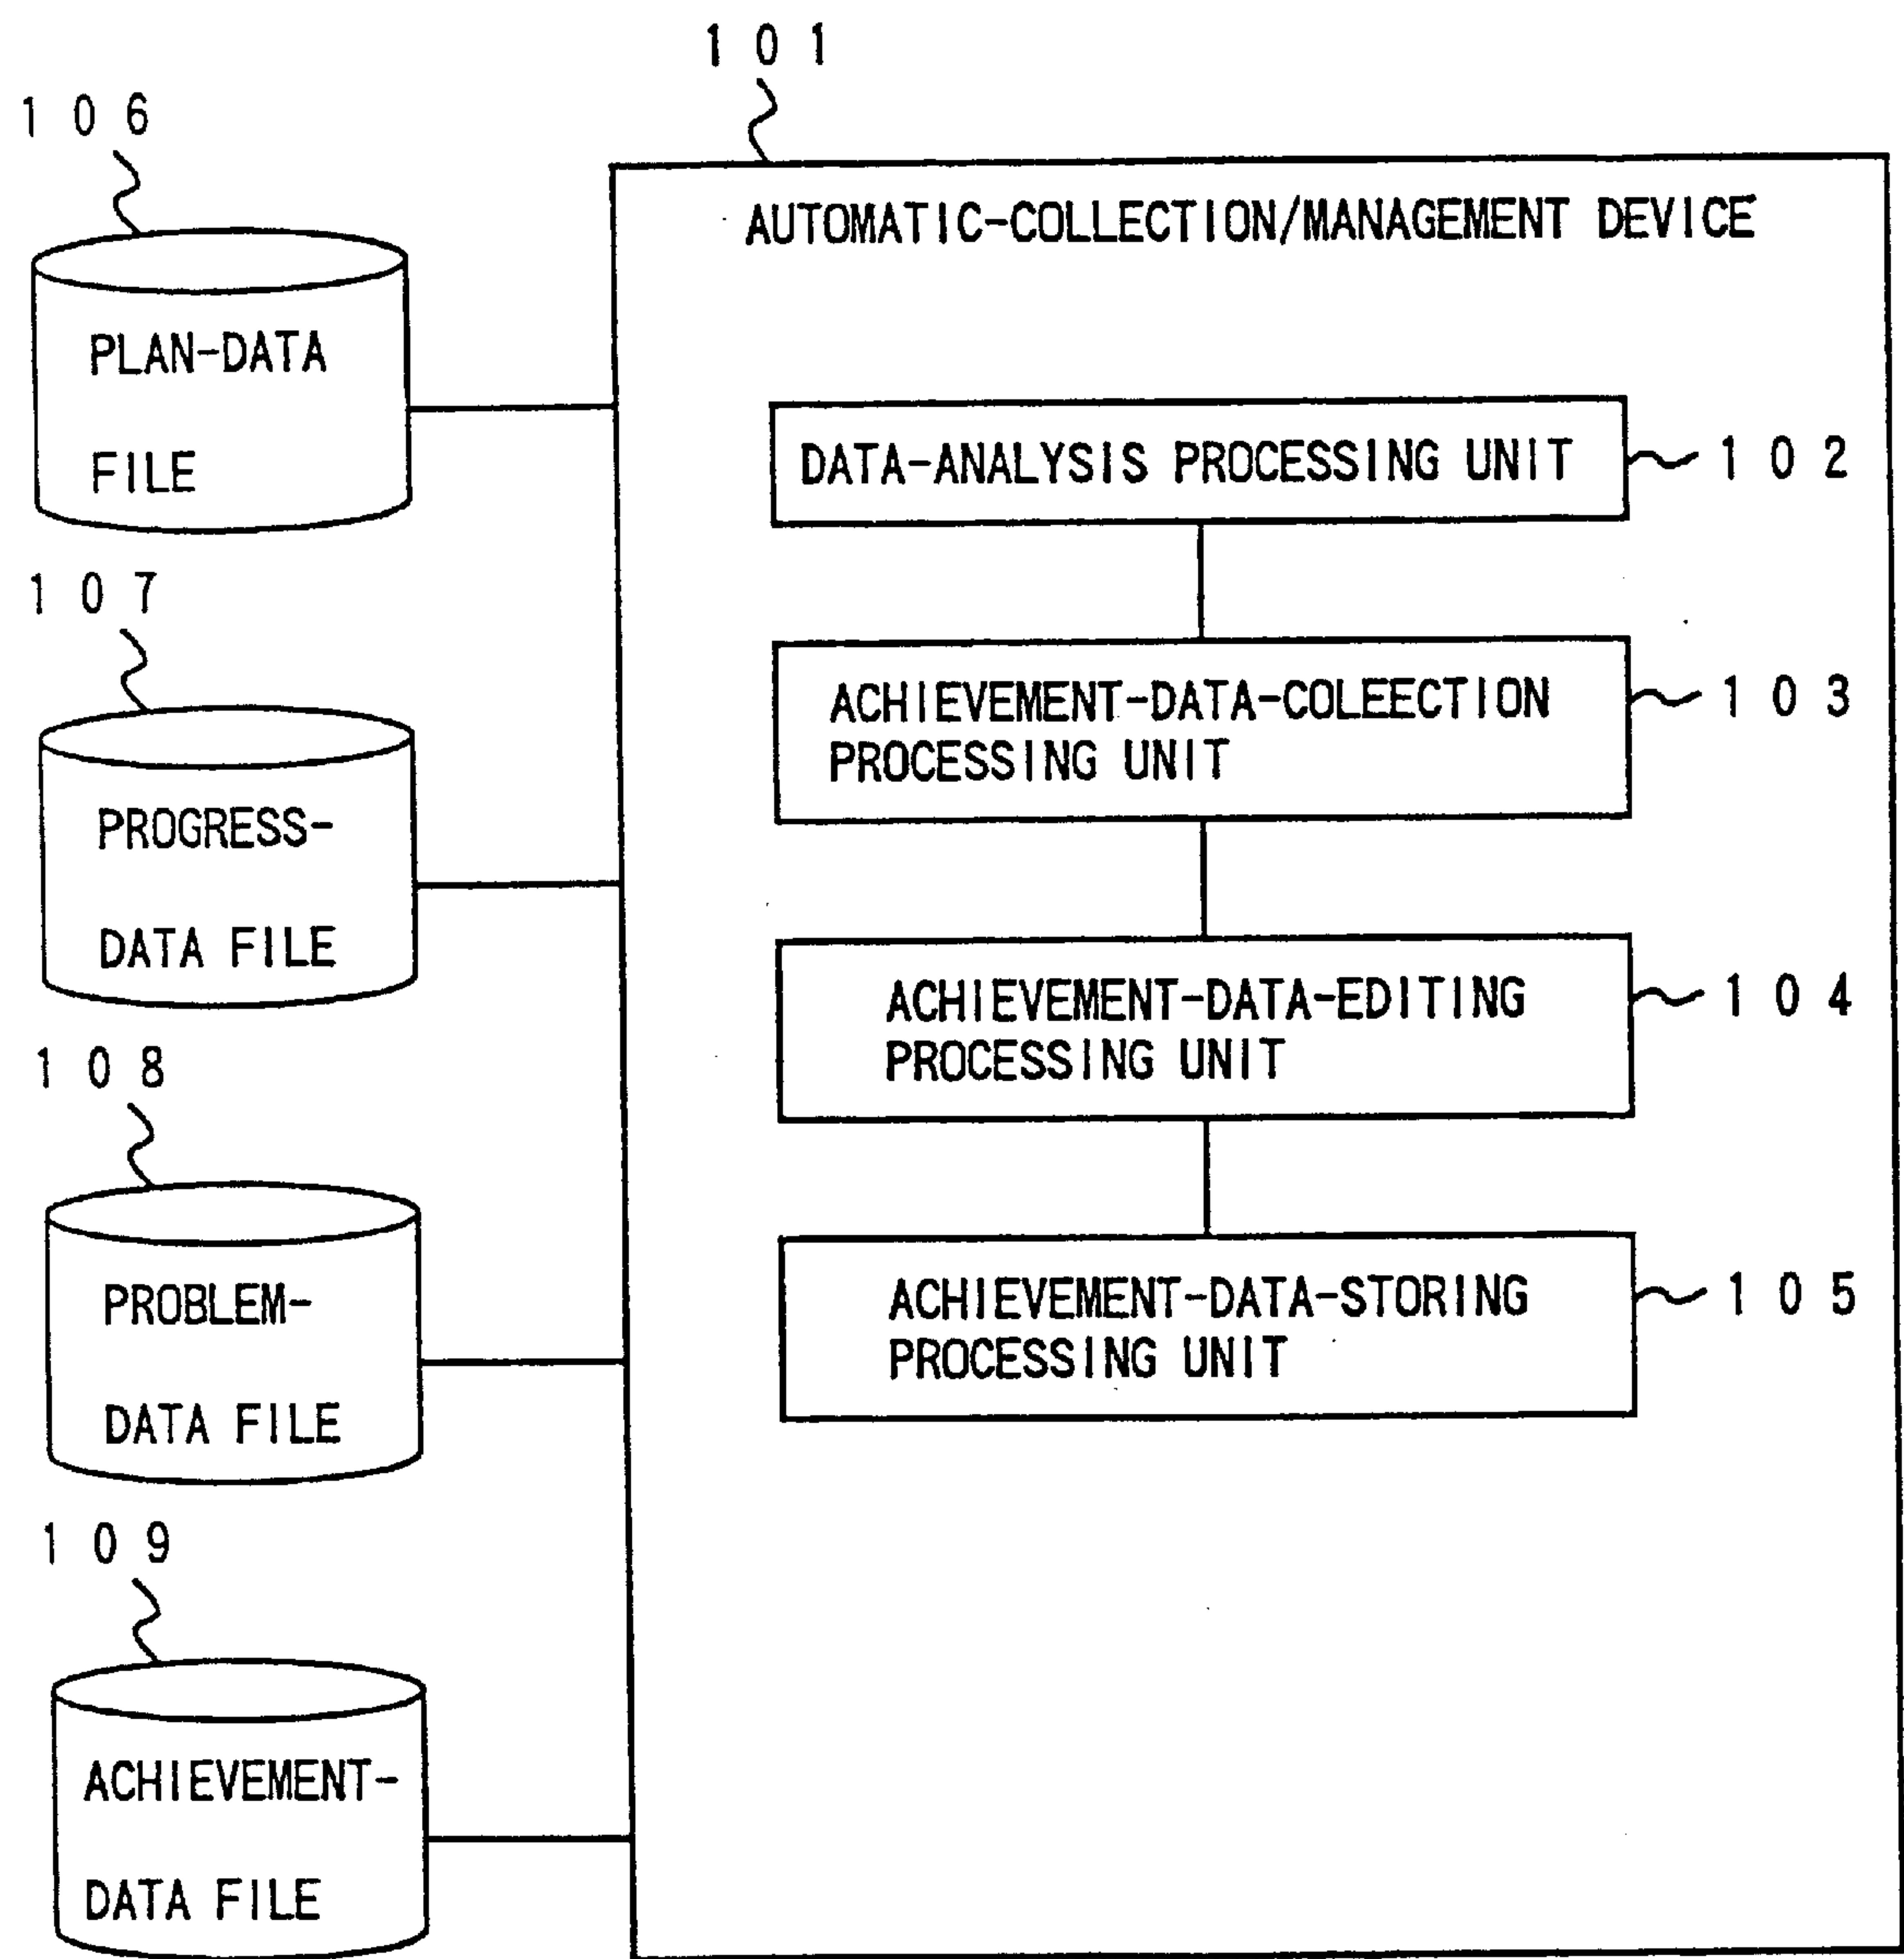 1 0 1
1 0 6
AUTOMATIC-COLLECTION/MANAGEMENT DEVICE
PLAN-DATA
FILE
DATA-ANALYSIS PROCESSING UNIT
1 0 2
1 0 7
PROGRESS-
DATA FILE
ACHIEVEMENT-DATA-COLEECTION
PROCESSING UNIT
1 0 3
ACHIEVEMENT-DATA-EDITING
PROCESSING UNIT
1 0 4
1 0 8
PROBLEM-
DATA FILE
ACHIEVEMENT-DATA-STORING
PROCESSING UNIT
1 0 5
1 0 9
ACHIEVEMENT-
DATA FILE